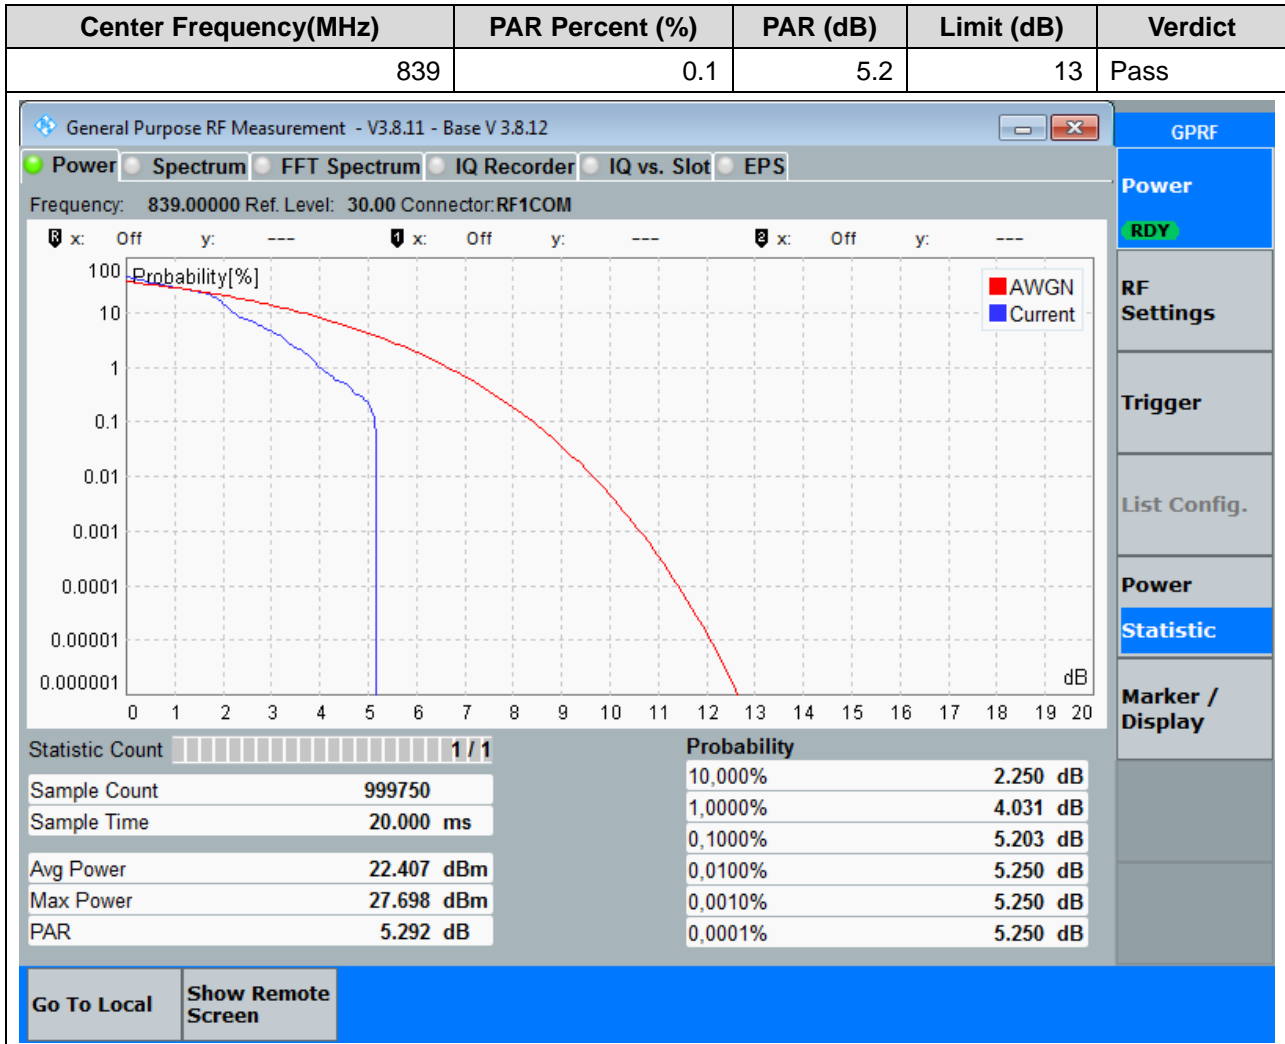 Center Frequency(MHz) PAR Percent (%) PAR (dB) Limit (dB) Verdict
839 0.1 5.2 13 Pass
General Purpose RF Measurement - V3.8.11 - Base V 3.8.12
GPRF
Power Spectrum FFT Spectrum IQ Recorder IQ vs. Slot EPS
Frequency: 839.00000 Ref. Level: 30.00 Connector:RF1COM
R x: Off y: --- 1 x: Off y: --- 2 x: Off y: ---
Probability[%]
AWGN
Current
100
10
1
0.1
0.01
0.001
0.0001
0.00001
0.000001
dB
0 1 2 3 4 5 6 7 8 9 10 11 12 13 14 15 16 17 18 19 20
Statistic Count 1 / 1
Sample Count 999750
Sample Time 20.000 ms
Avg Power 22.407 dBm
Max Power 27.698 dBm
PAR 5.292 dB
Probability
10,000% 2.250 dB
1,0000% 4.031 dB
0,1000% 5.203 dB
0,0100% 5.250 dB
0,0010% 5.250 dB
0,0001% 5.250 dB
Power
RDY
RF
Settings
Trigger
List Config.
Power
Statistic
Marker /
Display
Go To Local
Show Remote
Screen